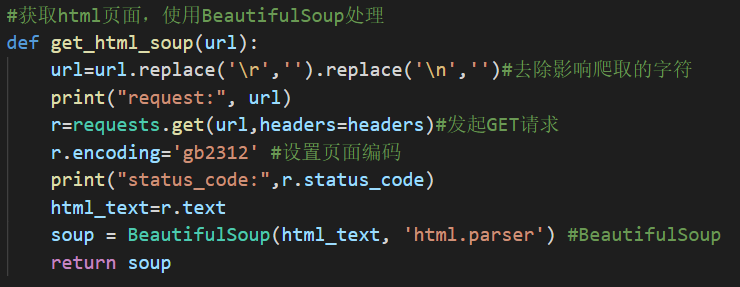 #获取html页面，使用BeautifulSoup处理
def get_html_soup(url):
    url=url.replace('\r','').replace('\n','')#去除影响爬取的字符
    print("request:", url)
    r=requests.get(url,headers=headers)#发起GET请求
    r.encoding='gb2312' #设置页面编码
    print("status_code:",r.status_code)
    html_text=r.text
    soup = BeautifulSoup(html_text, 'html.parser') #BeautifulSoup
    return soup